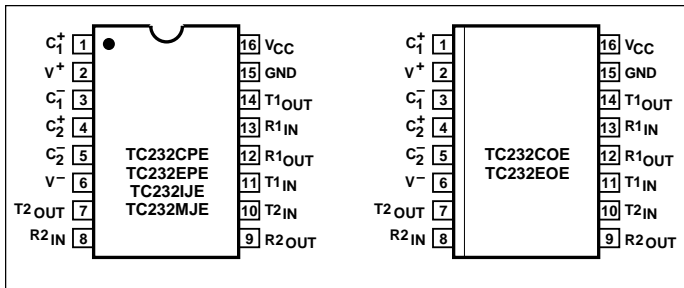 C1+ 1 16 VCC
V+ 2 15 GND
C1− 3 14 T1OUT
C2+ 4 13 R1IN
C2− 5 12 R1OUT
V− 6 11 T1IN
T2OUT 7 10 T2IN
R2IN 8 9 R2OUT
TC232CPE
TC232EPE
TC232IJE
TC232MJE
C1+ 1 16 VCC
V+ 2 15 GND
C1− 3 14 T1OUT
C2+ 4 13 R1IN
C2− 5 12 R1OUT
V− 6 11 T1IN
T2OUT 7 10 T2IN
R2IN 8 9 R2OUT
TC232COE
TC232EOE